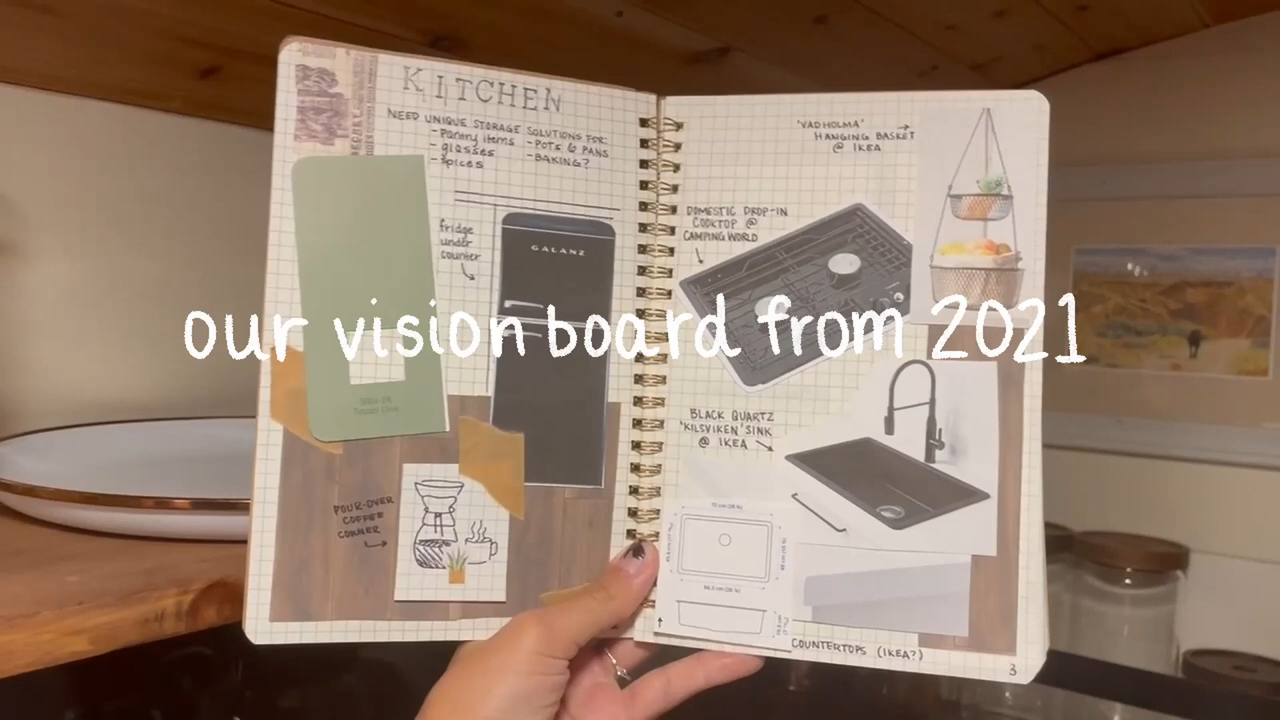 KITCHEN
NEED UNIQUE STORAGE SOLUTIONS FOR:
- Pantry items
- glasses
- spices
- POTS & PANS
- BAKING?
fridge
under
counter
GALANZ
POUR-OVER
COFFEE
CORNER
our vision board from 2021
'VADHOLMA'
HANGING BASKET
@ IKEA
DOMESTIC DROP-IN
COOKTOP @
CAMPING WORLD
BLACK QUARTZ
'KILSVIKEN' SINK
@ IKEA
COUNTERTOPS (IKEA?)
3